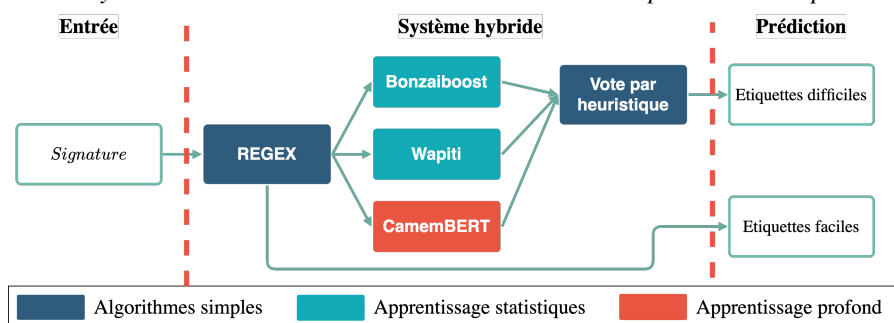 Entrée
Système hybride
Prédiction
Signature
REGEX
Bonzaiboost
Wapiti
CamemBERT
Vote par
heuristique
Etiquettes difficiles
Etiquettes faciles
Algorithmes simples
Apprentissage statistiques
Apprentissage profond